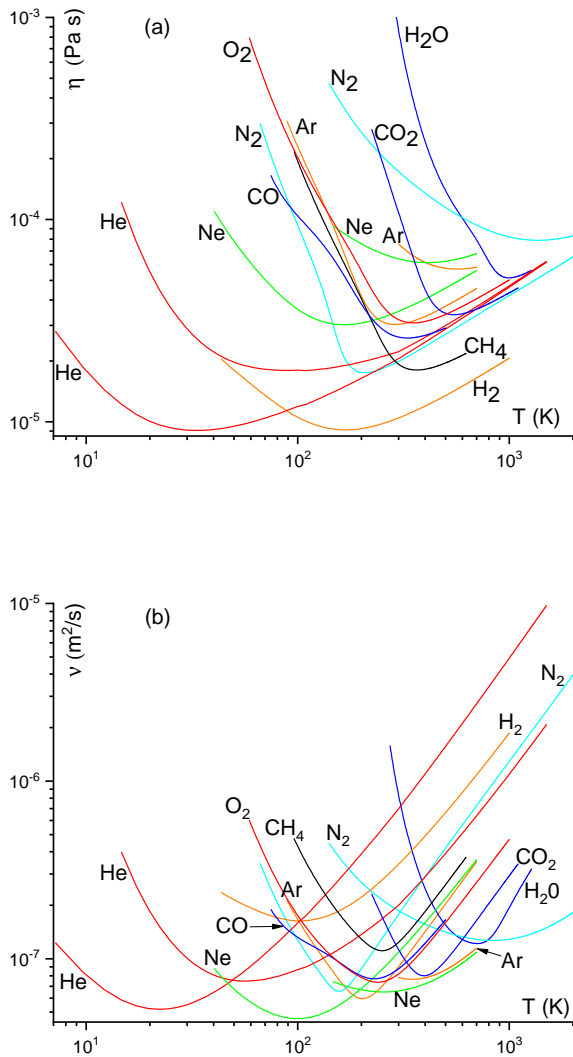 10⁻³
η (Pa s)
(a)
O₂
H₂O
N₂
Ar
N₂
CO₂
CO
10⁻⁴
He
Ne
Ne
Ar
He
CH₄
H₂
10⁻⁵
T (K)
10¹
10²
10³
10⁻⁵
ν (m²/s)
(b)
N₂
H₂
10⁻⁶
O₂
CH₄
N₂
He
CO₂
Ar
H₂0
CO
10⁻⁷
He
Ne
Ne
Ar
T (K)
10¹
10²
10³